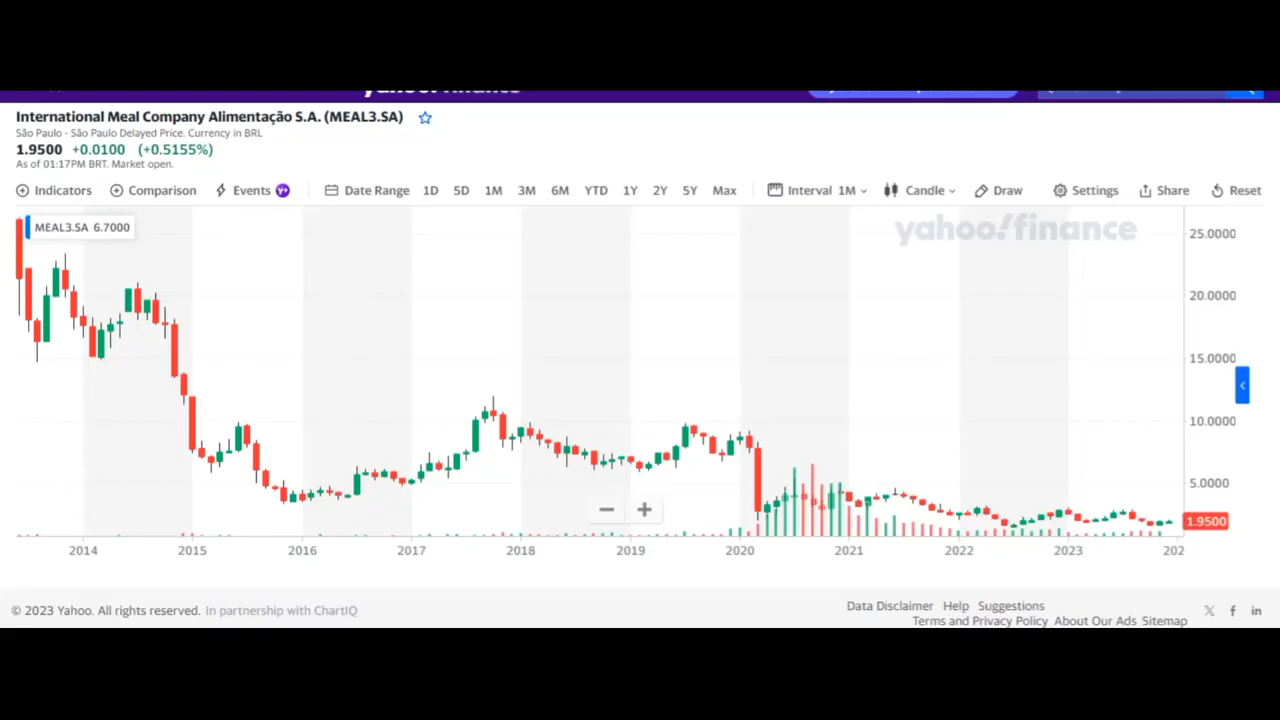 yahoo!finance
International Meal Company Alimentação S.A. (MEAL3.SA)
São Paulo - São Paulo Delayed Price. Currency in BRL
1.9500 +0.0100 (+0.5155%)
As of 01:17PM BRT. Market open.
Indicators Comparison Events Y+ Date Range 1D 5D 1M 3M 6M YTD 1Y 2Y 5Y Max Interval 1M Candle Draw Settings Share Reset
MEAL3.SA 6.7000
yahoo!finance
25.0000
20.0000
15.0000
10.0000
5.0000
1.9500
2014 2015 2016 2017 2018 2019 2020 2021 2022 2023 202
© 2023 Yahoo. All rights reserved. In partnership with ChartIQ
Data Disclaimer Help Suggestions
Terms and Privacy Policy About Our Ads Sitemap